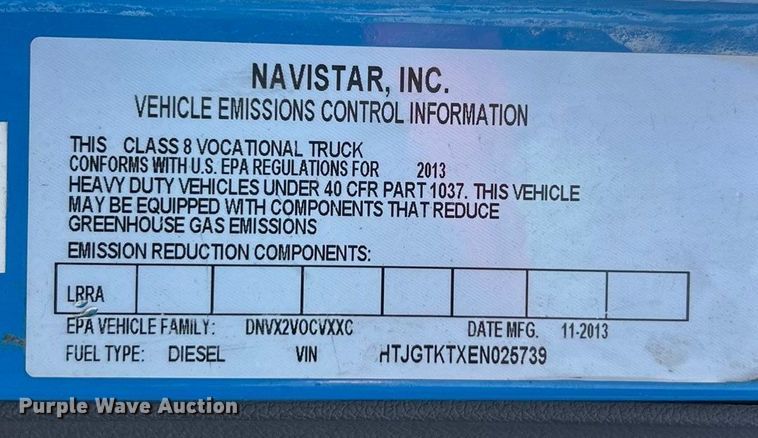 NAVISTAR, INC.
VEHICLE EMISSIONS CONTROL INFORMATION
THIS CLASS 8 VOCATIONAL TRUCK
CONFORMS WITH U.S. EPA REGULATIONS FOR 2013
HEAVY DUTY VEHICLES UNDER 40 CFR PART 1037. THIS VEHICLE
MAY BE EQUIPPED WITH COMPONENTS THAT REDUCE
GREENHOUSE GAS EMISSIONS
EMISSION REDUCTION COMPONENTS:
LRRA
EPA VEHICLE FAMILY: DNVX2VOCVXXC DATE MFG. 11-2013
FUEL TYPE: DIESEL VIN HTJGTKTXEN025739
Purple Wave Auction